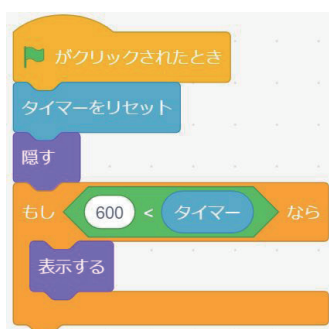 がクリックされたとき
タイマーをリセット
隠す
もし 600 < タイマー なら
表示する